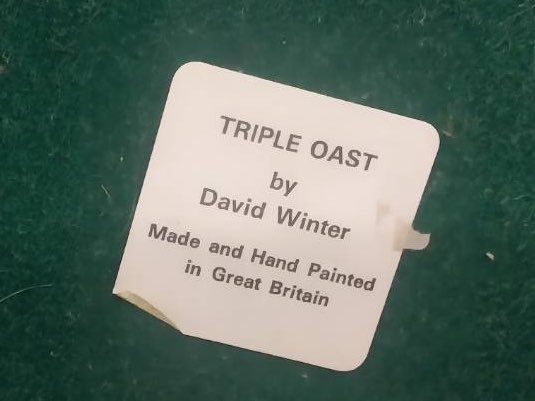 TRIPLE OAST
by
David Winter
Made and Hand Painted
in Great Britain